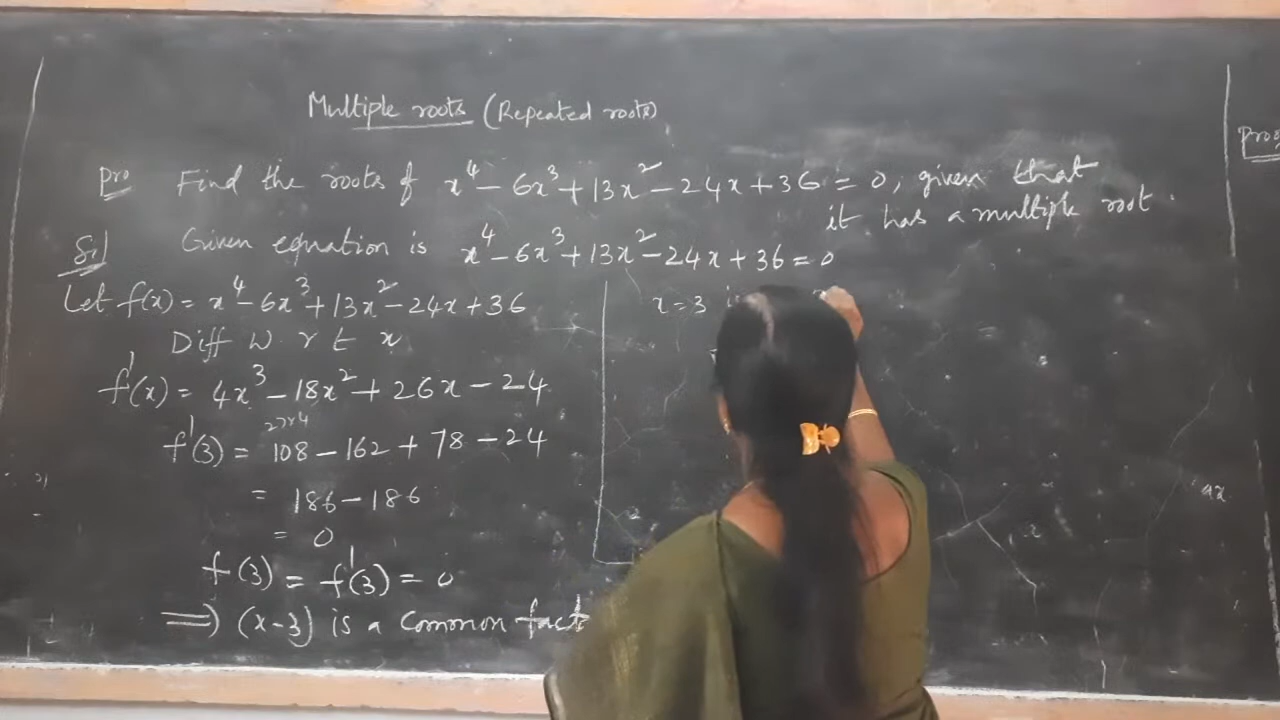 Multiple roots (Repeated roots)
Pro Find the roots of x⁴ - 6x³ + 13x² - 24x + 36 = 0, given that
it has a multiple root.
Sol Given equation is x⁴ - 6x³ + 13x² - 24x + 36 = 0
Let f(x) = x⁴ - 6x³ + 13x² - 24x + 36
Diff w r t x
f'(x) = 4x³ - 18x² + 26x - 24
27×4
f'(3) = 108 - 162 + 78 - 24
= 186 - 186
= 0
f(3) = f'(3) = 0
⇒ (x-3) is a common fact
x = 3
ax